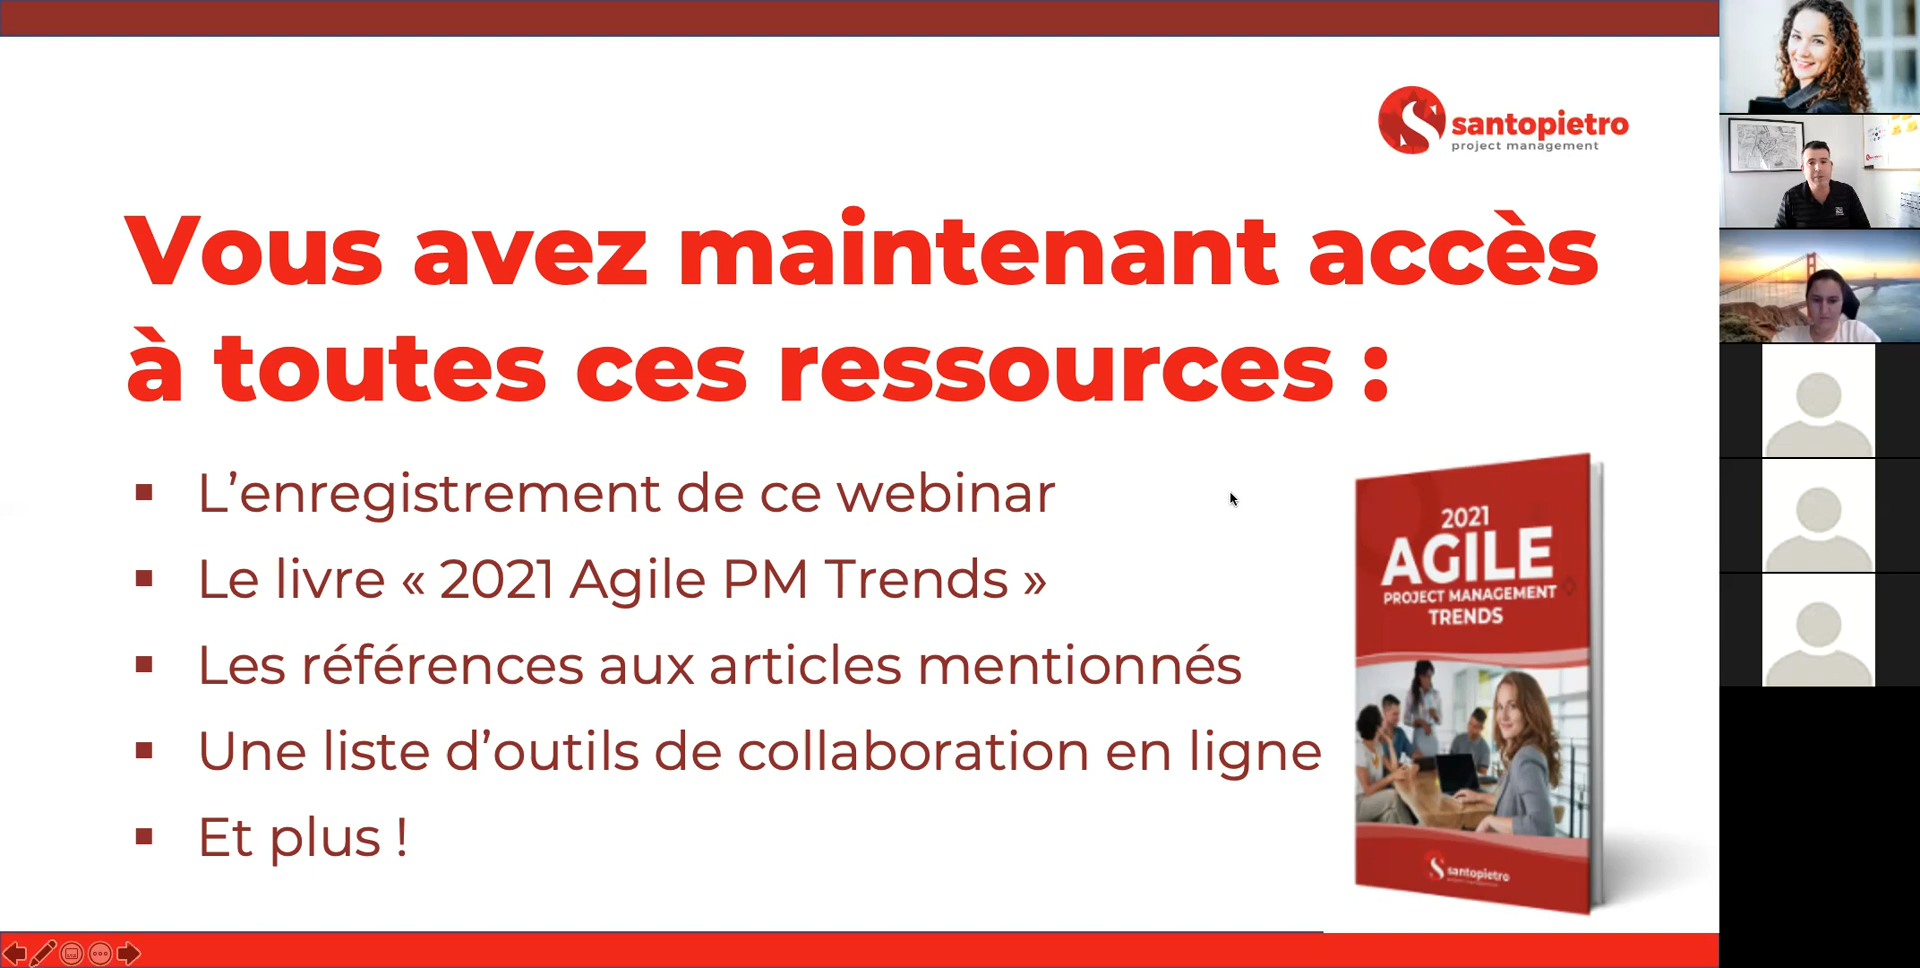 santopietro
project management
Vous avez maintenant accès
à toutes ces ressources :
▪ L’enregistrement de ce webinar
▪ Le livre « 2021 Agile PM Trends »
▪ Les références aux articles mentionnés
▪ Une liste d’outils de collaboration en ligne
▪ Et plus !
2021
AGILE
PROJECT MANAGEMENT
TRENDS
santopietro